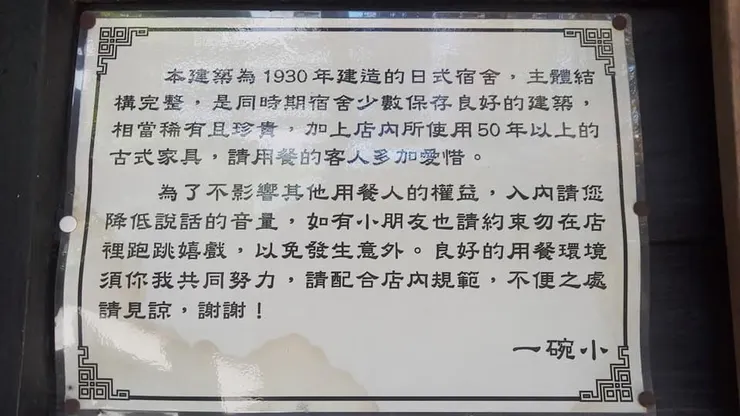 本建築為1930年建造的日式宿舍，主體結
構完整，是同時期宿舍少數保存良好的建築，
相當稀有且珍貴，加上店內所使用50年以上的
古式家具，請用餐的客人多加愛惜。
為了不影響其他用餐人的權益，入內請您
降低說話的音量，如有小朋友也請約束勿在店
裡跑跳嬉戲，以免發生意外。良好的用餐環境
須你我共同努力，請配合店內規範，不便之處
請見諒，謝謝！
一碗小